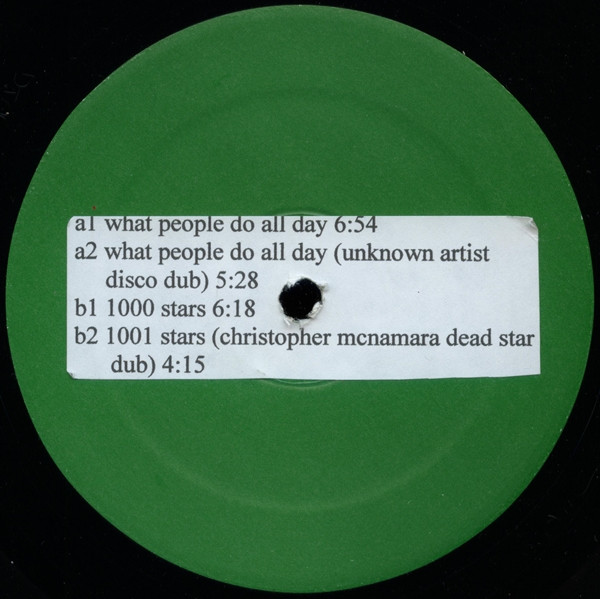 a1 what people do all day 6:54
a2 what people do all day (unknown artist
disco dub) 5:28
b1 1000 stars 6:18
b2 1001 stars (christopher mcnamara dead star
dub) 4:15